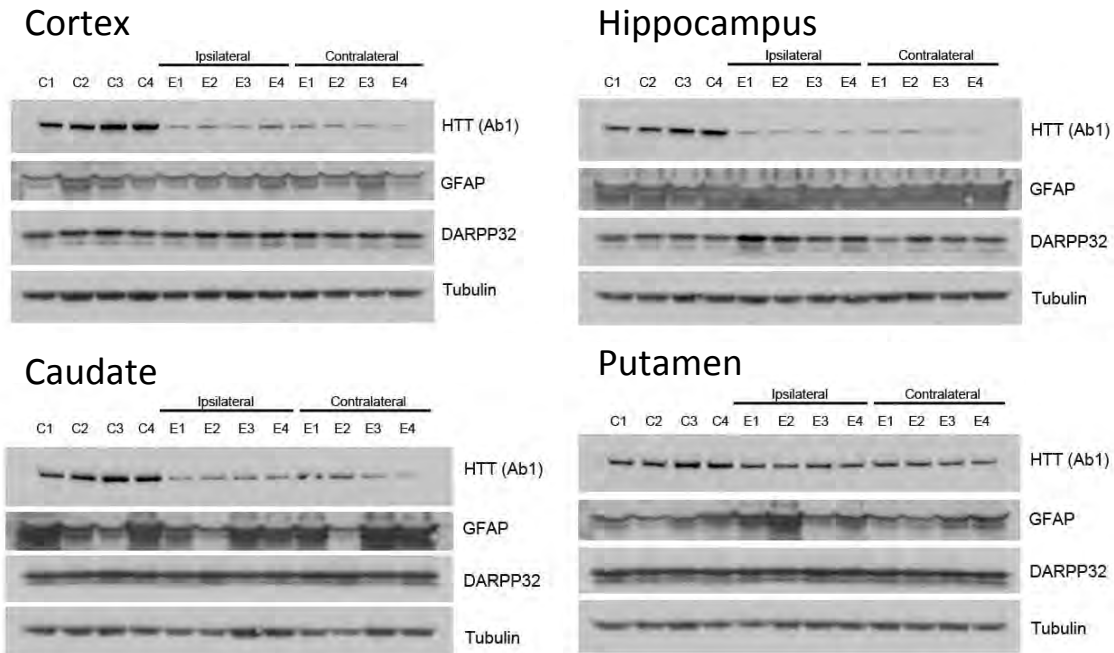 Cortex
Ipsilateral Contralateral
C1 C2 C3 C4 E1 E2 E3 E4 E1 E2 E3 E4
HTT (Ab1)
GFAP
DARPP32
Tubulin
Hippocampus
Ipsilateral Contralateral
C1 C2 C3 C4 E1 E2 E3 E4 E1 E2 E3 E4
HTT (Ab1)
GFAP
DARPP32
Tubulin
Caudate
Ipsilateral Contralateral
C1 C2 C3 C4 E1 E2 E3 E4 E1 E2 E3 E4
HTT (Ab1)
GFAP
DARPP32
Tubulin
Putamen
Ipsilateral Contralateral
C1 C2 C3 C4 E1 E2 E3 E4 E1 E2 E3 E4
HTT (Ab1)
GFAP
DARPP32
Tubulin